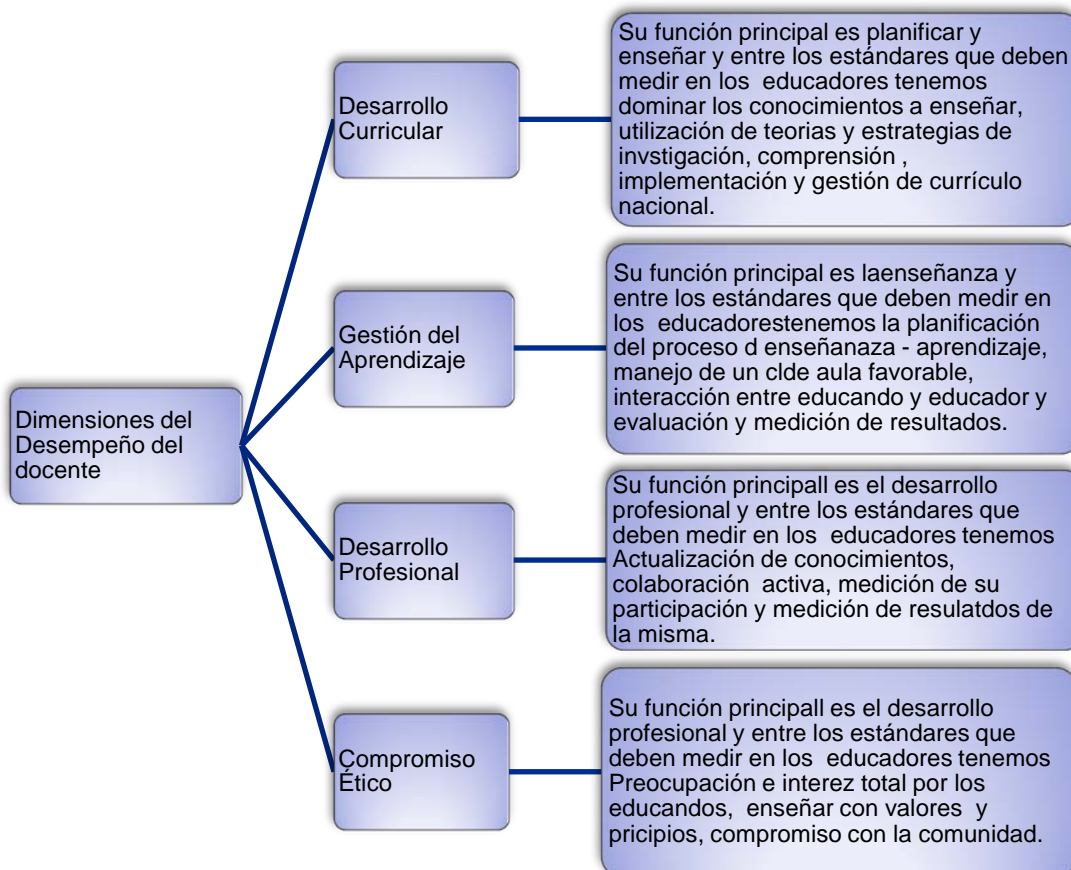 Dimensiones del
Desempeño del
docente
Desarrollo
Curricular
Su función principal es planificar y
enseñar y entre los estándares que deben
medir en los  educadores tenemos
dominar los conocimientos a enseñar,
utilización de teorias y estrategias de
invstigación, comprensión ,
implementación y gestión de currículo
nacional.
Gestión del
Aprendizaje
Su función principal es laenseñanza y
entre los estándares que deben medir en
los  educadorestenemos la planificación
del proceso d enseñanaza - aprendizaje,
manejo de un clde aula favorable,
interacción entre educando y educador y
evaluación y medición de resultados.
Desarrollo
Profesional
Su función principall es el desarrollo
profesional y entre los estándares que
deben medir en los  educadores tenemos
Actualización de conocimientos,
colaboración  activa, medición de su
participación y medición de resulatdos de
la misma.
Compromiso
Ético
Su función principall es el desarrollo
profesional y entre los estándares que
deben medir en los  educadores tenemos
Preocupación e interez total por los
educandos,  enseñar con valores  y
pricipios, compromiso con la comunidad.